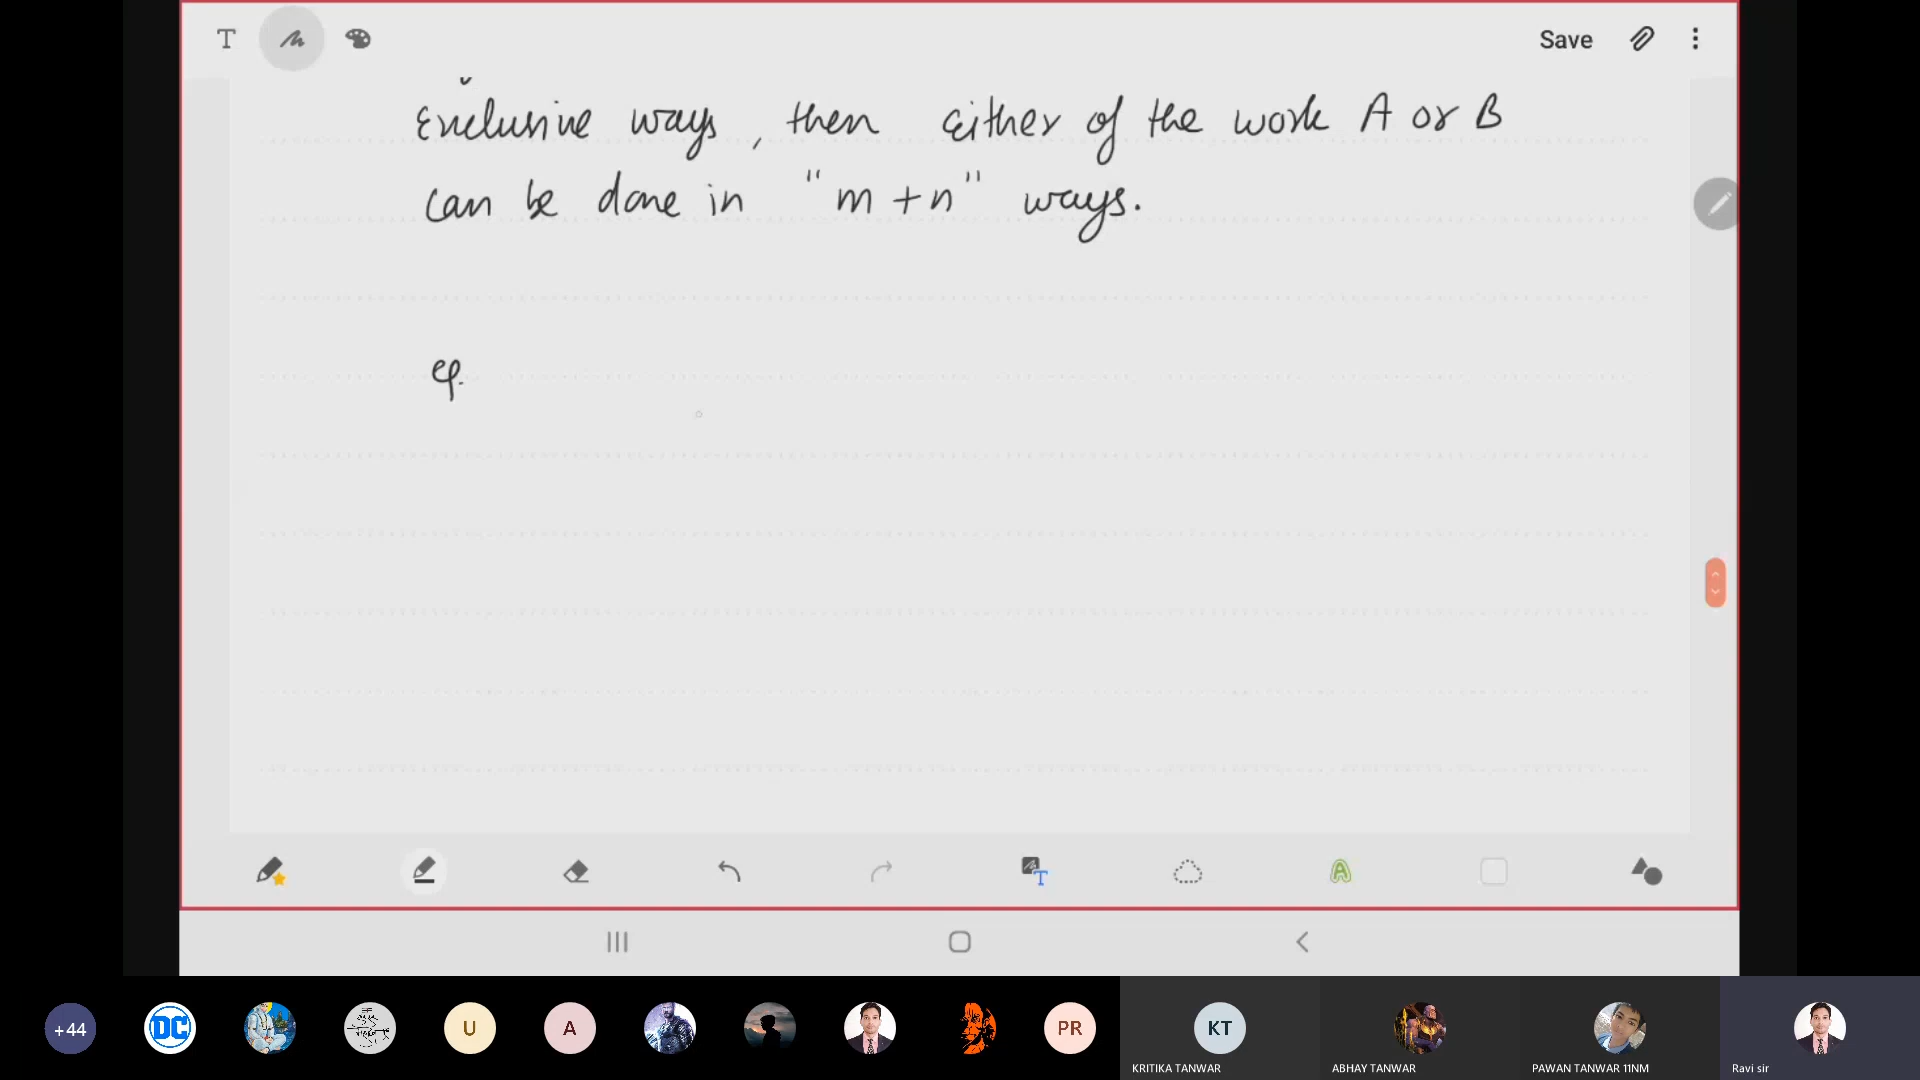 T
Save
Exclusive ways, then Either of the work A or B
can be done in "m+n" ways.
eg.
T
A
+44
DC
U
A
PR
KT
KRITIKA TANWAR
ABHAY TANWAR
PAWAN TANWAR 11NM
Ravi sir